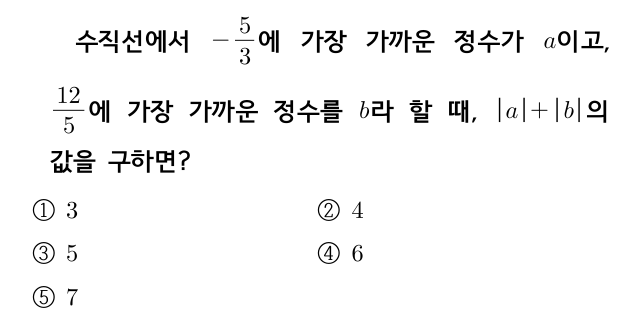 수직선에서 $-\frac{5}{3}$에 가장 가까운 정수가 $a$이고,
$\frac{12}{5}$에 가장 가까운 정수를 $b$라 할 때, $|a|+|b|$의
값을 구하면?
① 3 ② 4
③ 5 ④ 6
⑤ 7